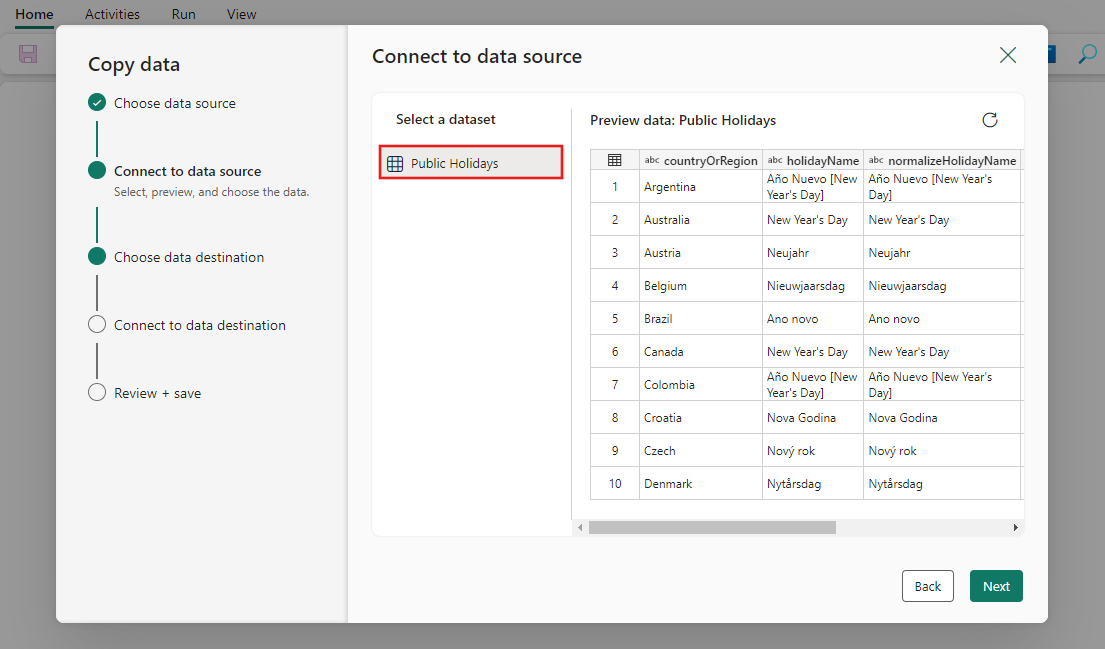 Home Activities Run View
Copy data
Choose data source
Connect to data source
Select, preview, and choose the data.
Choose data destination
Connect to data destination
Review + save
Connect to data source
Select a dataset
Public Holidays
Preview data: Public Holidays
abc countryOrRegion abc holidayName abc normalizeHolidayName
1 Argentina Año Nuevo [New Year's Day] Año Nuevo [New Year's Day]
2 Australia New Year's Day New Year's Day
3 Austria Neujahr Neujahr
4 Belgium Nieuwjaarsdag Nieuwjaarsdag
5 Brazil Ano novo Ano novo
6 Canada New Year's Day New Year's Day
7 Colombia Año Nuevo [New Year's Day] Año Nuevo [New Year's Day]
8 Croatia Nova Godina Nova Godina
9 Czech Nový rok Nový rok
10 Denmark Nytårsdag Nytårsdag
Back Next